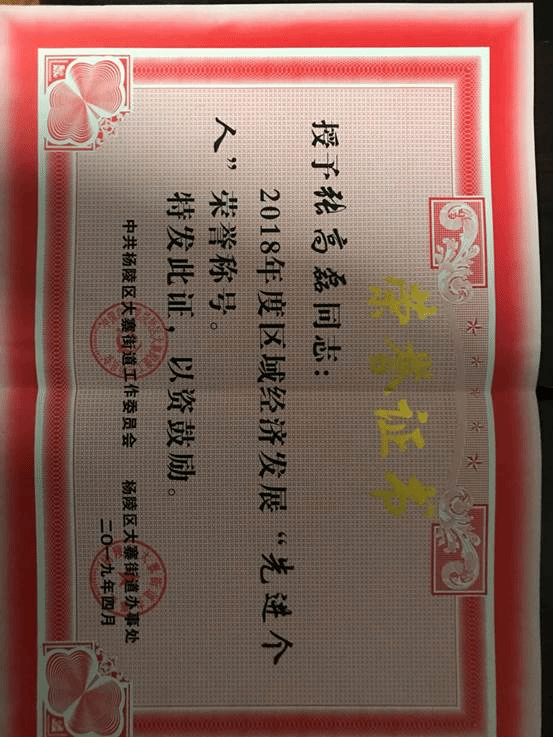 荣誉证书
授予张高磊同志：
2018年度区域经济发展“先进个
人”荣誉称号。
特发此证，以资鼓励。
中共杨陵区大寨街道工作委员会 杨陵区大寨街道办事处
二〇一九年四月